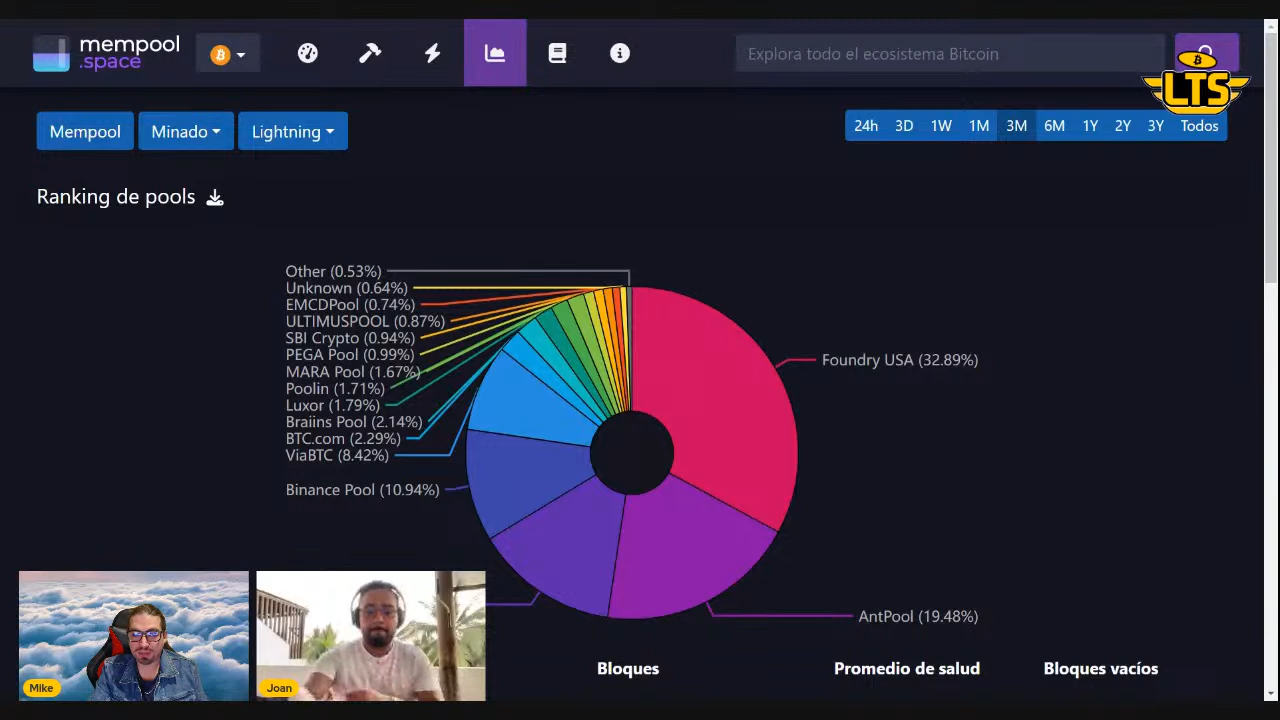 mempool
.space
Explora todo el ecosistema Bitcoin
LTS
Mempool
Minado
Lightning
24h 3D 1W 1M 3M 6M 1Y 2Y 3Y Todos
Ranking de pools
Other (0.53%)
Unknown (0.64%)
EMCDPool (0.74%)
ULTIMUSPOOL (0.87%)
SBI Crypto (0.94%)
PEGA Pool (0.99%)
MARA Pool (1.67%)
Poolin (1.71%)
Luxor (1.79%)
Braiins Pool (2.14%)
BTC.com (2.29%)
ViaBTC (8.42%)
Binance Pool (10.94%)
Foundry USA (32.89%)
AntPool (19.48%)
Bloques
Promedio de salud
Bloques vacíos
Mike
Joan